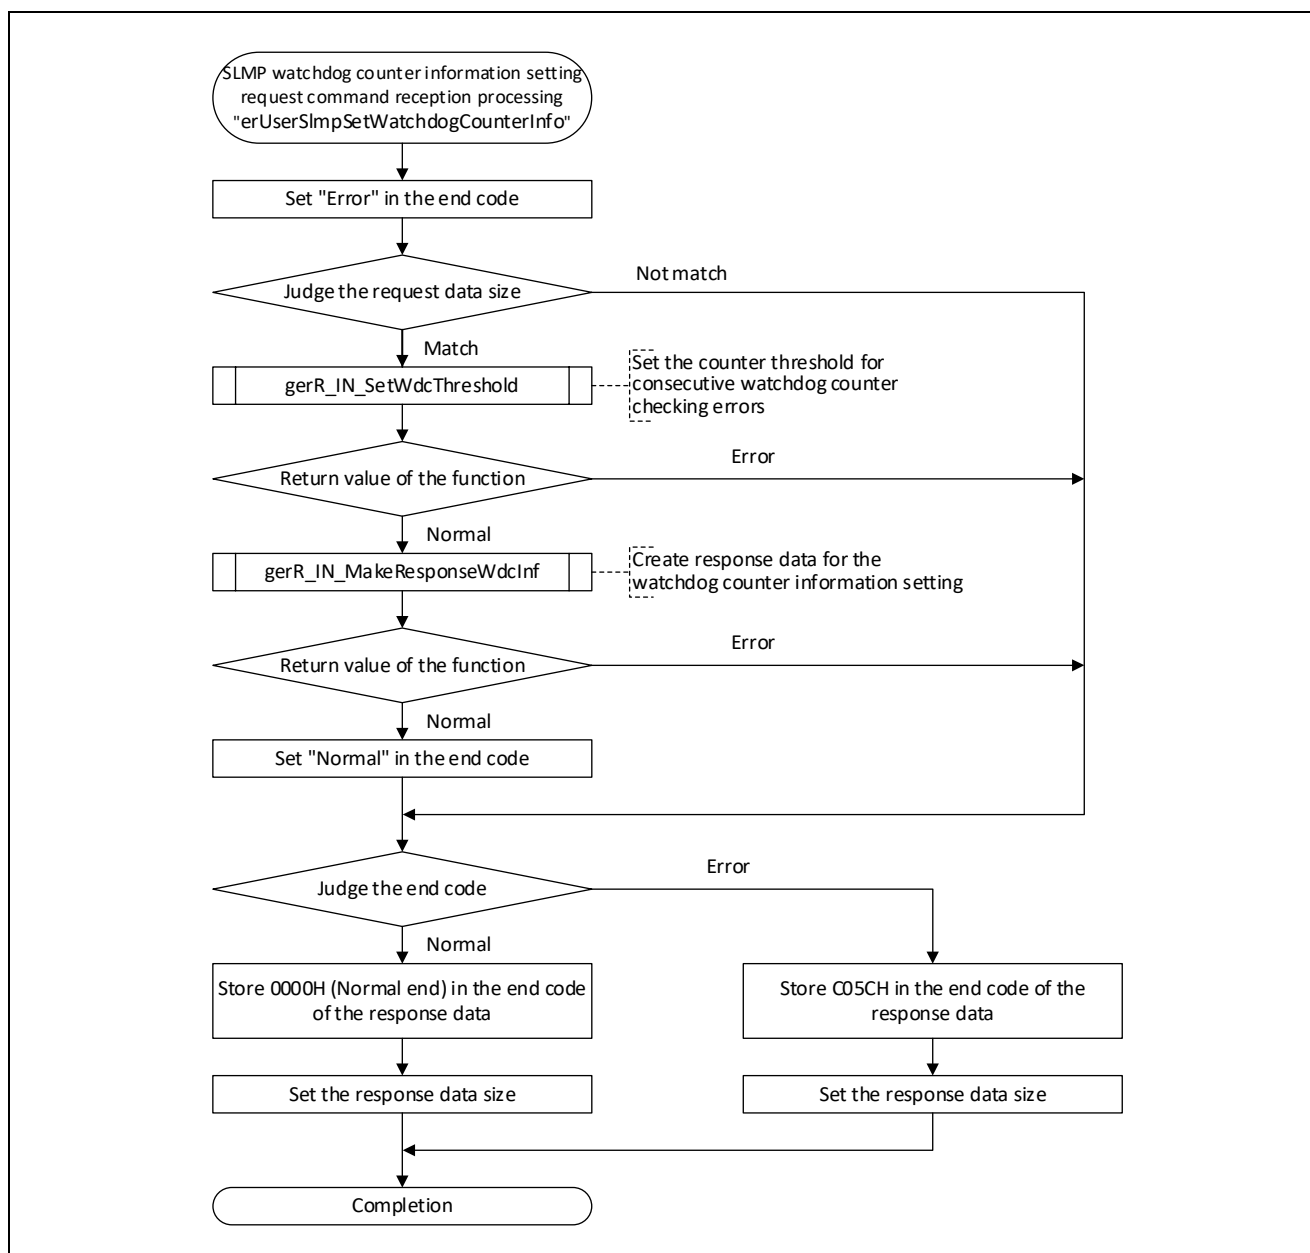 SLMP watchdog counter information setting
request command reception processing
"erUserSlmpSetWatchdogCounterInfo"
Set "Error" in the end code
Not match
Judge the request data size
Match
gerR_IN_SetWdcThreshold
Set the counter threshold for
consecutive watchdog counter
checking errors
Error
Return value of the function
Normal
gerR_IN_MakeResponseWdcInf
Create response data for the
watchdog counter information setting
Error
Return value of the function
Normal
Set "Normal" in the end code
Error
Judge the end code
Normal
Store 0000H (Normal end) in the end code
of the response data
Store C05CH in the end code of the
response data
Set the response data size
Set the response data size
Completion